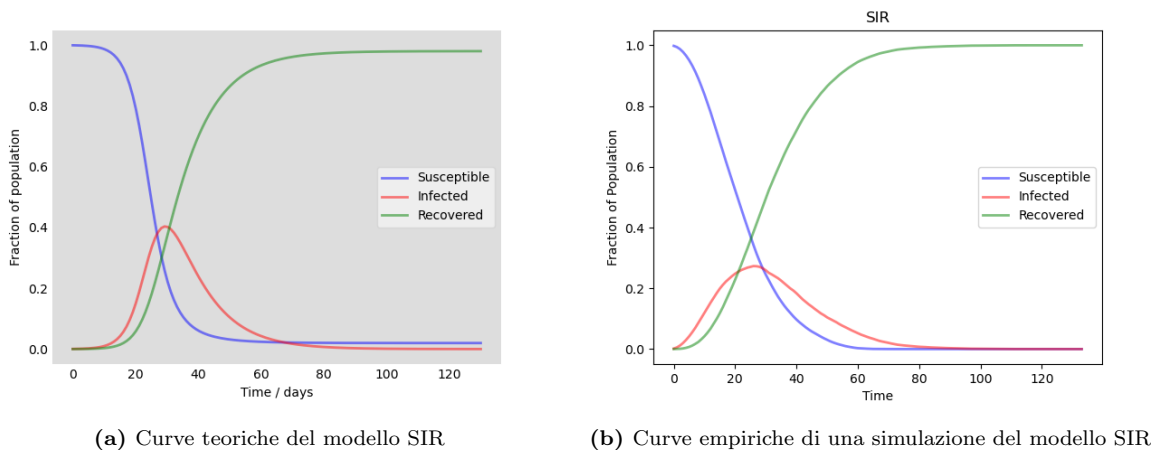 1.0
0.8
0.6
0.4
0.2
0.0
Fraction of population
Susceptible
Infected
Recovered
0 20 40 60 80 100 120
Time / days
(a) Curve teoriche del modello SIR
SIR
1.0
0.8
0.6
0.4
0.2
0.0
Fraction of Population
Susceptible
Infected
Recovered
0 20 40 60 80 100 120
Time
(b) Curve empiriche di una simulazione del modello SIR